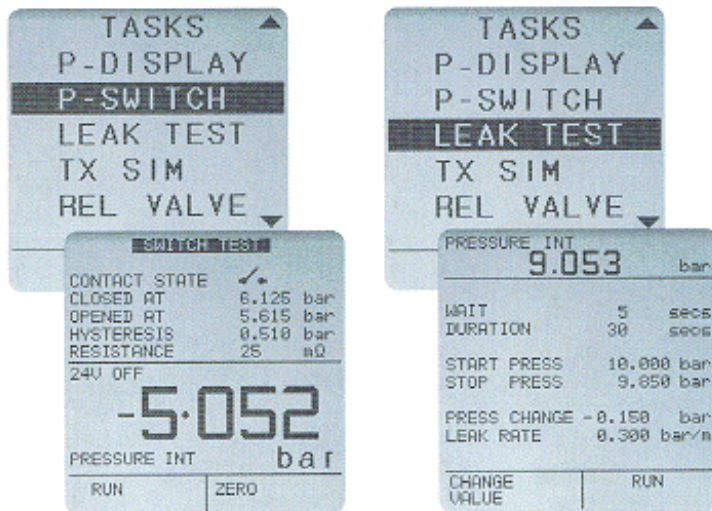 TASKS
P-DISPLAY
P-SWITCH
LEAK TEST
TX SIM
REL VALVE
SWITCH TEST
CONTACT STATE
CLOSED AT 6.125 bar
OPENED AT 5.615 bar
HYSTERESIS 0.510 bar
RESISTANCE 25 mΩ
24V OFF
-5.052
PRESSURE INT bar
RUN ZERO
TASKS
P-DISPLAY
P-SWITCH
LEAK TEST
TX SIM
REL VALVE
PRESSURE INT
9.053 bar
WAIT 5 secs
DURATION 30 secs
START PRESS 10.000 bar
STOP PRESS 9.850 bar
PRESS CHANGE -0.150 bar
LEAK RATE 0.300 bar/m
CHANGE RUN
VALUE